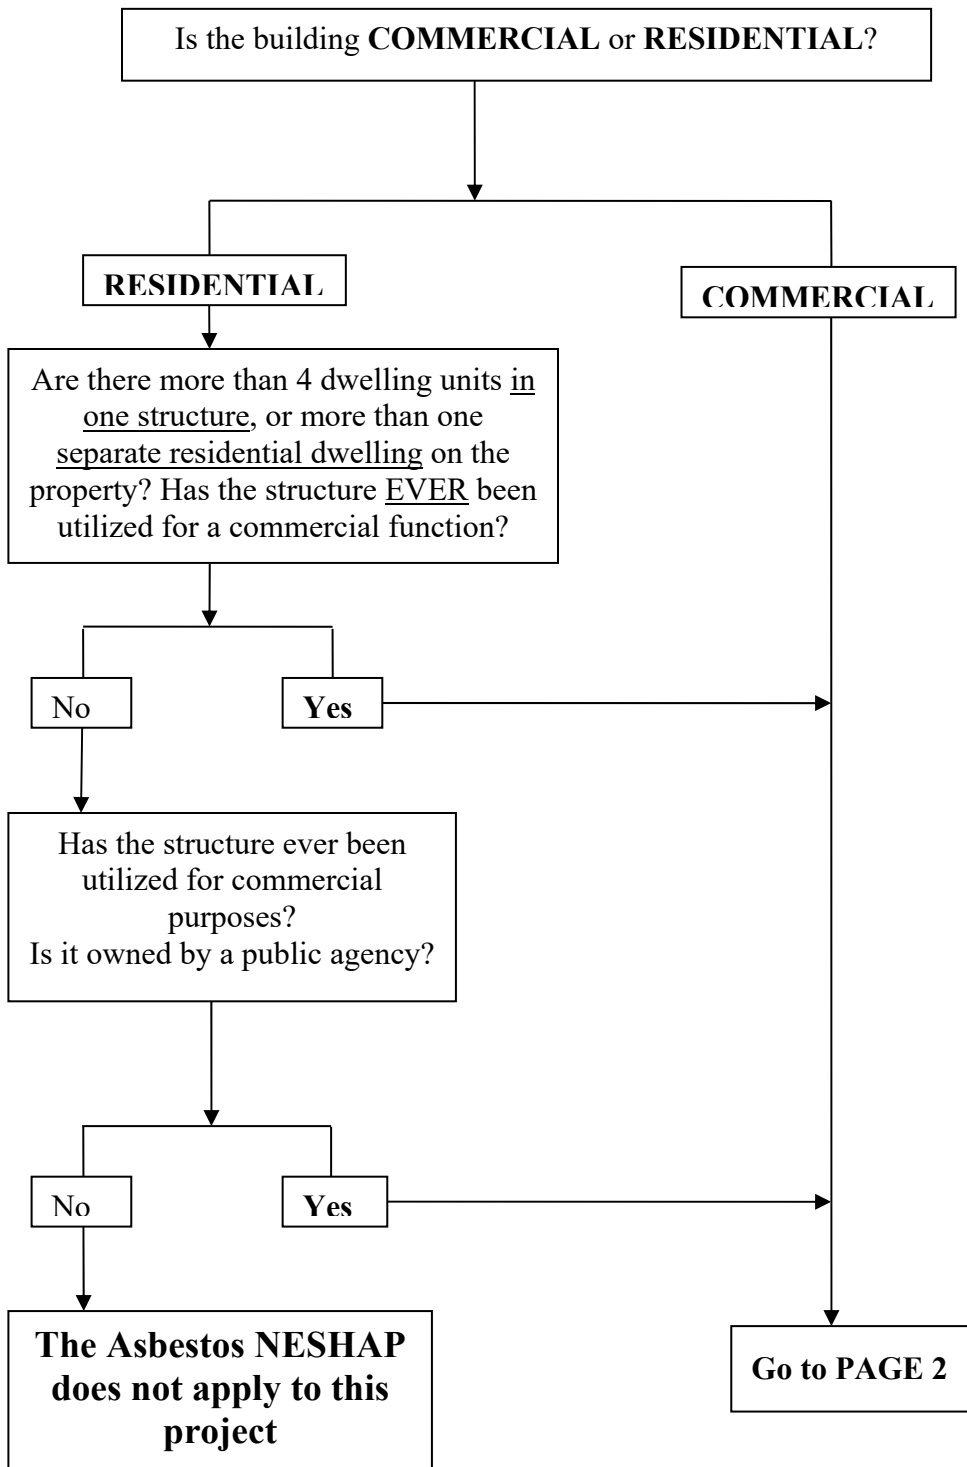 Is the building COMMERCIAL or RESIDENTIAL?
RESIDENTIAL
COMMERCIAL
Are there more than 4 dwelling units in
one structure, or more than one
separate residential dwelling on the
property? Has the structure EVER been
utilized for a commercial function?
No
Yes
Has the structure ever been
utilized for commercial
purposes?
Is it owned by a public agency?
No
Yes
The Asbestos NESHAP
does not apply to this
project
Go to PAGE 2